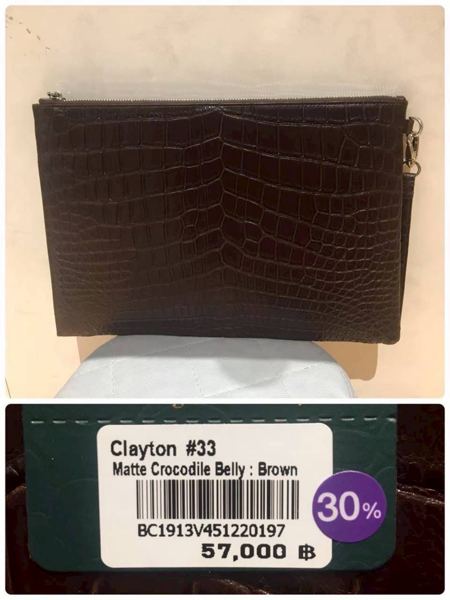 Clayton #33
Matte Crocodile Belly : Brown
BC1913V451220197
57,000 ฿
30%